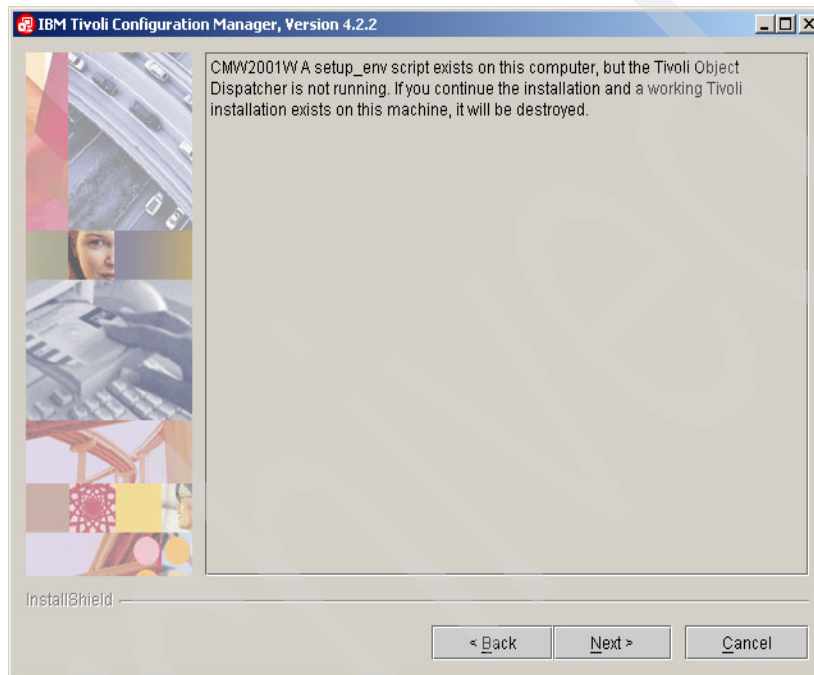 IBM Tivoli Configuration Manager, Version 4.2.2
CMW2001W A setup_env script exists on this computer, but the Tivoli Object
Dispatcher is not running. If you continue the installation and a working Tivoli
installation exists on this machine, it will be destroyed.
InstallShield
< Back
Next >
Cancel